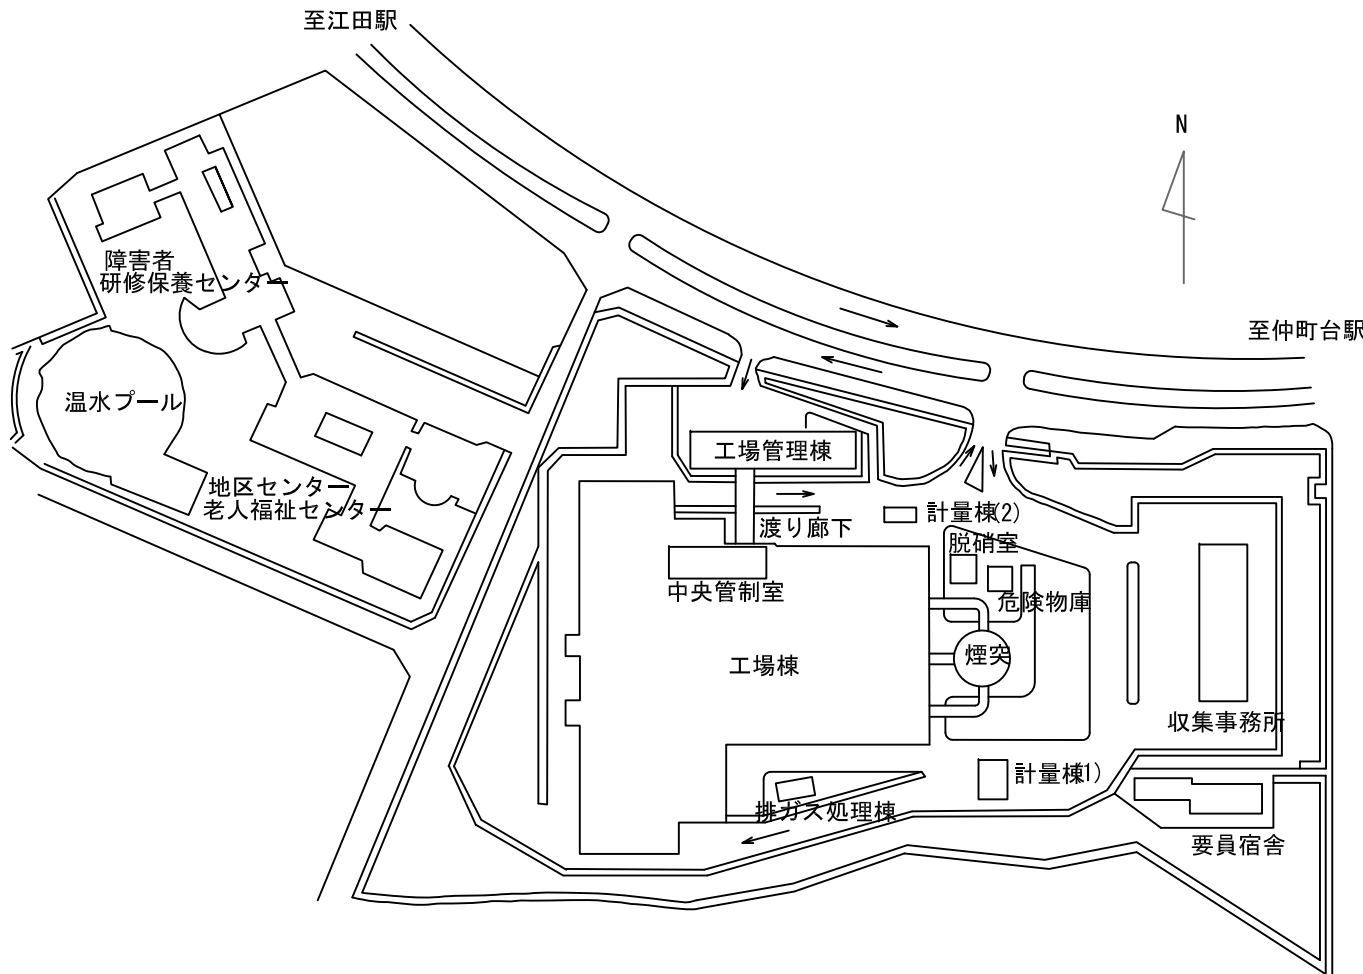 至江田駅
N
至仲町台駅
障害者
研修保養センター
温水プール
地区センター
老人福祉センター
工場管理棟
渡り廊下
計量棟(2)
脱硝室
危険物庫
中央管制室
工場棟
煙突
収集事務所
計量棟(1)
排ガス処理棟
要員宿舎